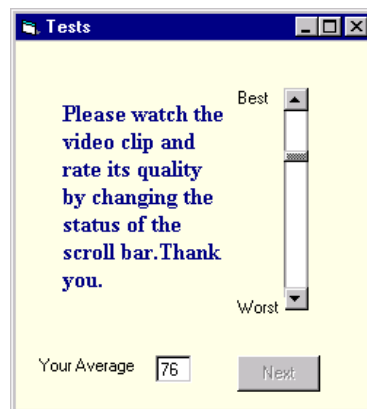 Tests
Please watch the
video clip and
rate its quality
by changing the
status of the
scroll bar.Thank
you.
Best
Worst
Your Average 76
Next